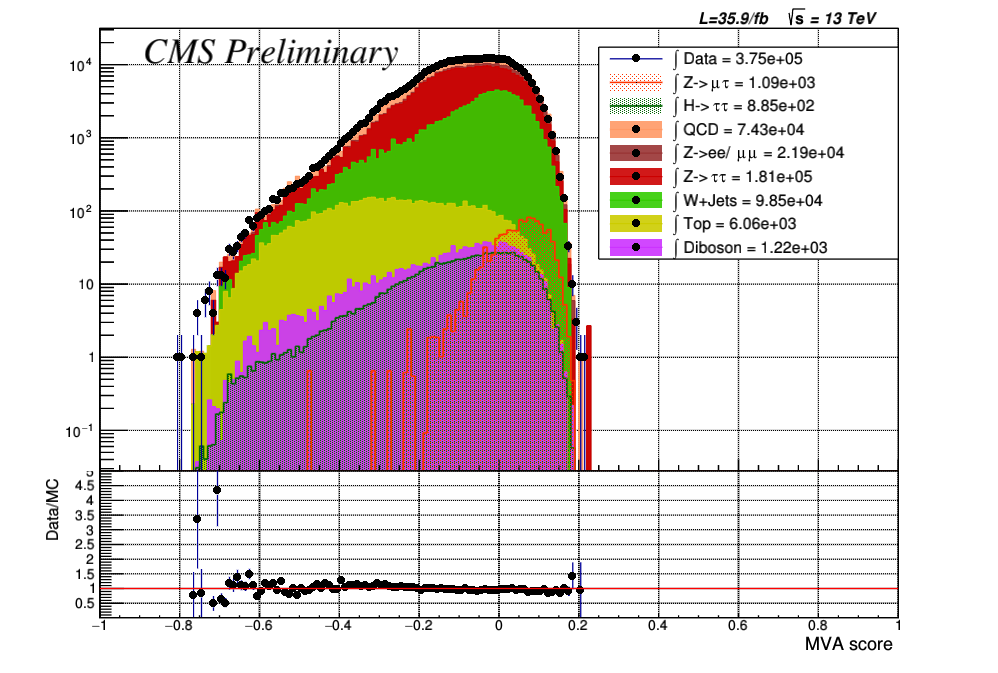 L=35.9/fb √s = 13 TeV
CMS Preliminary
∫ Data = 3.75e+05
∫ Z->μτ = 1.09e+03
∫ H->ττ = 8.85e+02
∫ QCD = 7.43e+04
∫ Z->ee/ μμ = 2.19e+04
∫ Z->ττ = 1.81e+05
∫ W+Jets = 9.85e+04
∫ Top = 6.06e+03
∫ Diboson = 1.22e+03
10⁴
10³
10²
10
1
10⁻¹
Data/MC
5
4.5
4
3.5
3
2.5
2
1.5
1
0.5
−1 −0.8 −0.6 −0.4 −0.2 0 0.2 0.4 0.6 0.8 1
MVA score